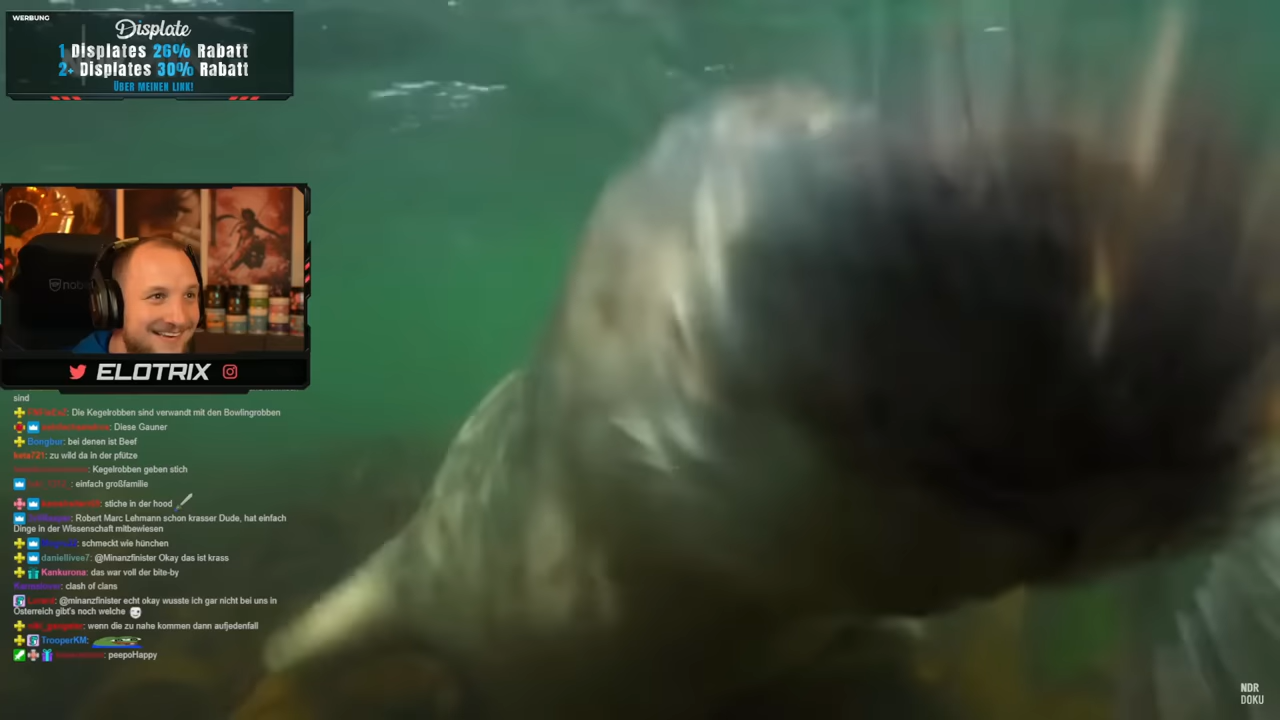 WERBUNG
Displate
1 Displates 26% Rabatt
2+ Displates 30% Rabatt
ÜBER MEINEN LINK!
nobl
ELOTRIX
sind
: Die Kegelrobben sind verwandt mit den Bowlingrobben
: Diese Gauner
Bongbur: bei denen ist Beef
keta721: zu wild da in der pfütze
: Kegelrobben geben stich
: einfach großfamilie
: stiche in der hood
: Robert Marc Lehmann schon krasser Dude, hat einfach
Dinge in der Wissenschaft mitbewiesen
: schmeckt wie hünchen
daniellivee7: @Minanzfinister Okay das ist krass
Kankurona: das war voll der bite-by
: clash of clans
: @minanzfinister echt okay wusste ich gar nicht bei uns in
Österreich gibt's noch welche
: wenn die zu nahe kommen dann aufjedenfall
TrooperKM:
: peepoHappy
NDR
DOKU